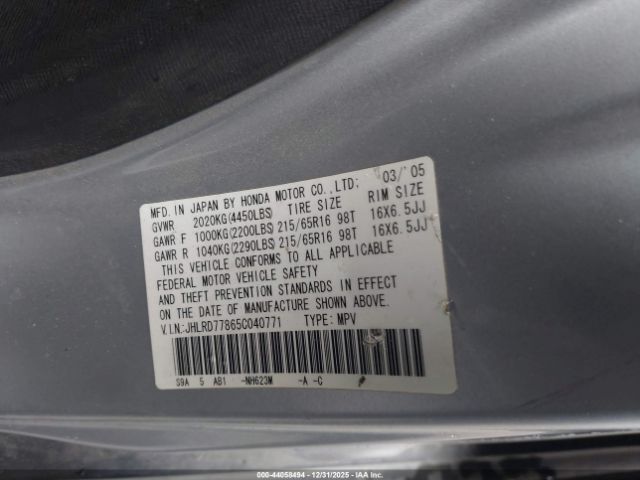 MFD. IN JAPAN BY HONDA MOTOR CO.,LTD; 03/'05
GVWR 2020KG(4450LBS) TIRE SIZE RIM SIZE
GAWR F 1000KG(2200LBS) 215/65R16 98T 16X6.5JJ
GAWR R 1040KG(2290LBS) 215/65R16 98T 16X6.5JJ
THIS VEHICLE CONFORMS TO ALL APPLICABLE
FEDERAL MOTOR VEHICLE SAFETY
AND THEFT PREVENTION STANDARDS IN EFFECT
ON THE DATE OF MANUFACTURE SHOWN ABOVE.
V.I.N.:JHLRD77865C040771 TYPE: MPV
S9A 5 AB1 -NH623M -A -C
000-44058494 - 12/31/2025 - IAA Inc.